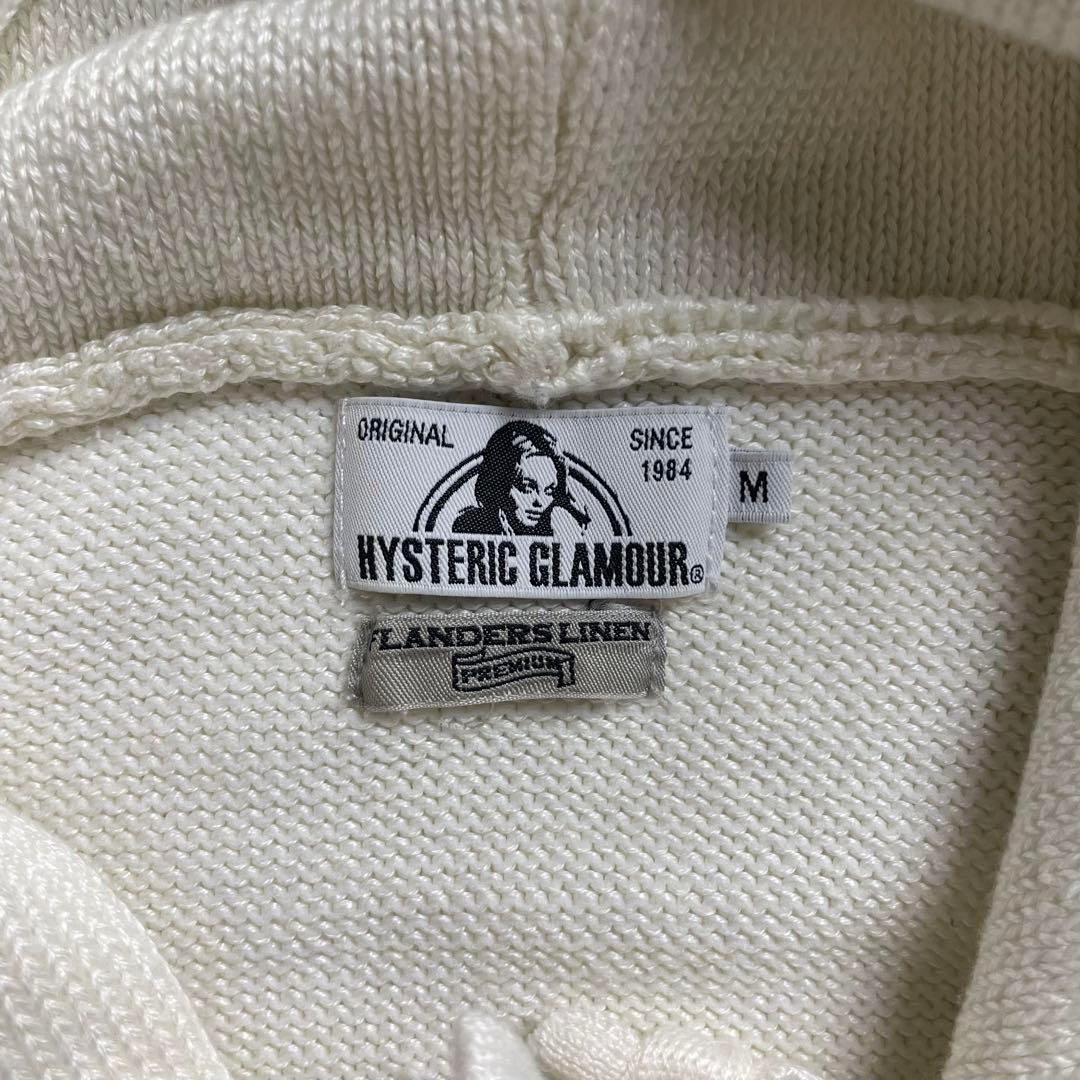 ORIGINAL
SINCE
1984
HYSTERIC GLAMOUR®
M
FLANDERS LINEN
PREMIUM